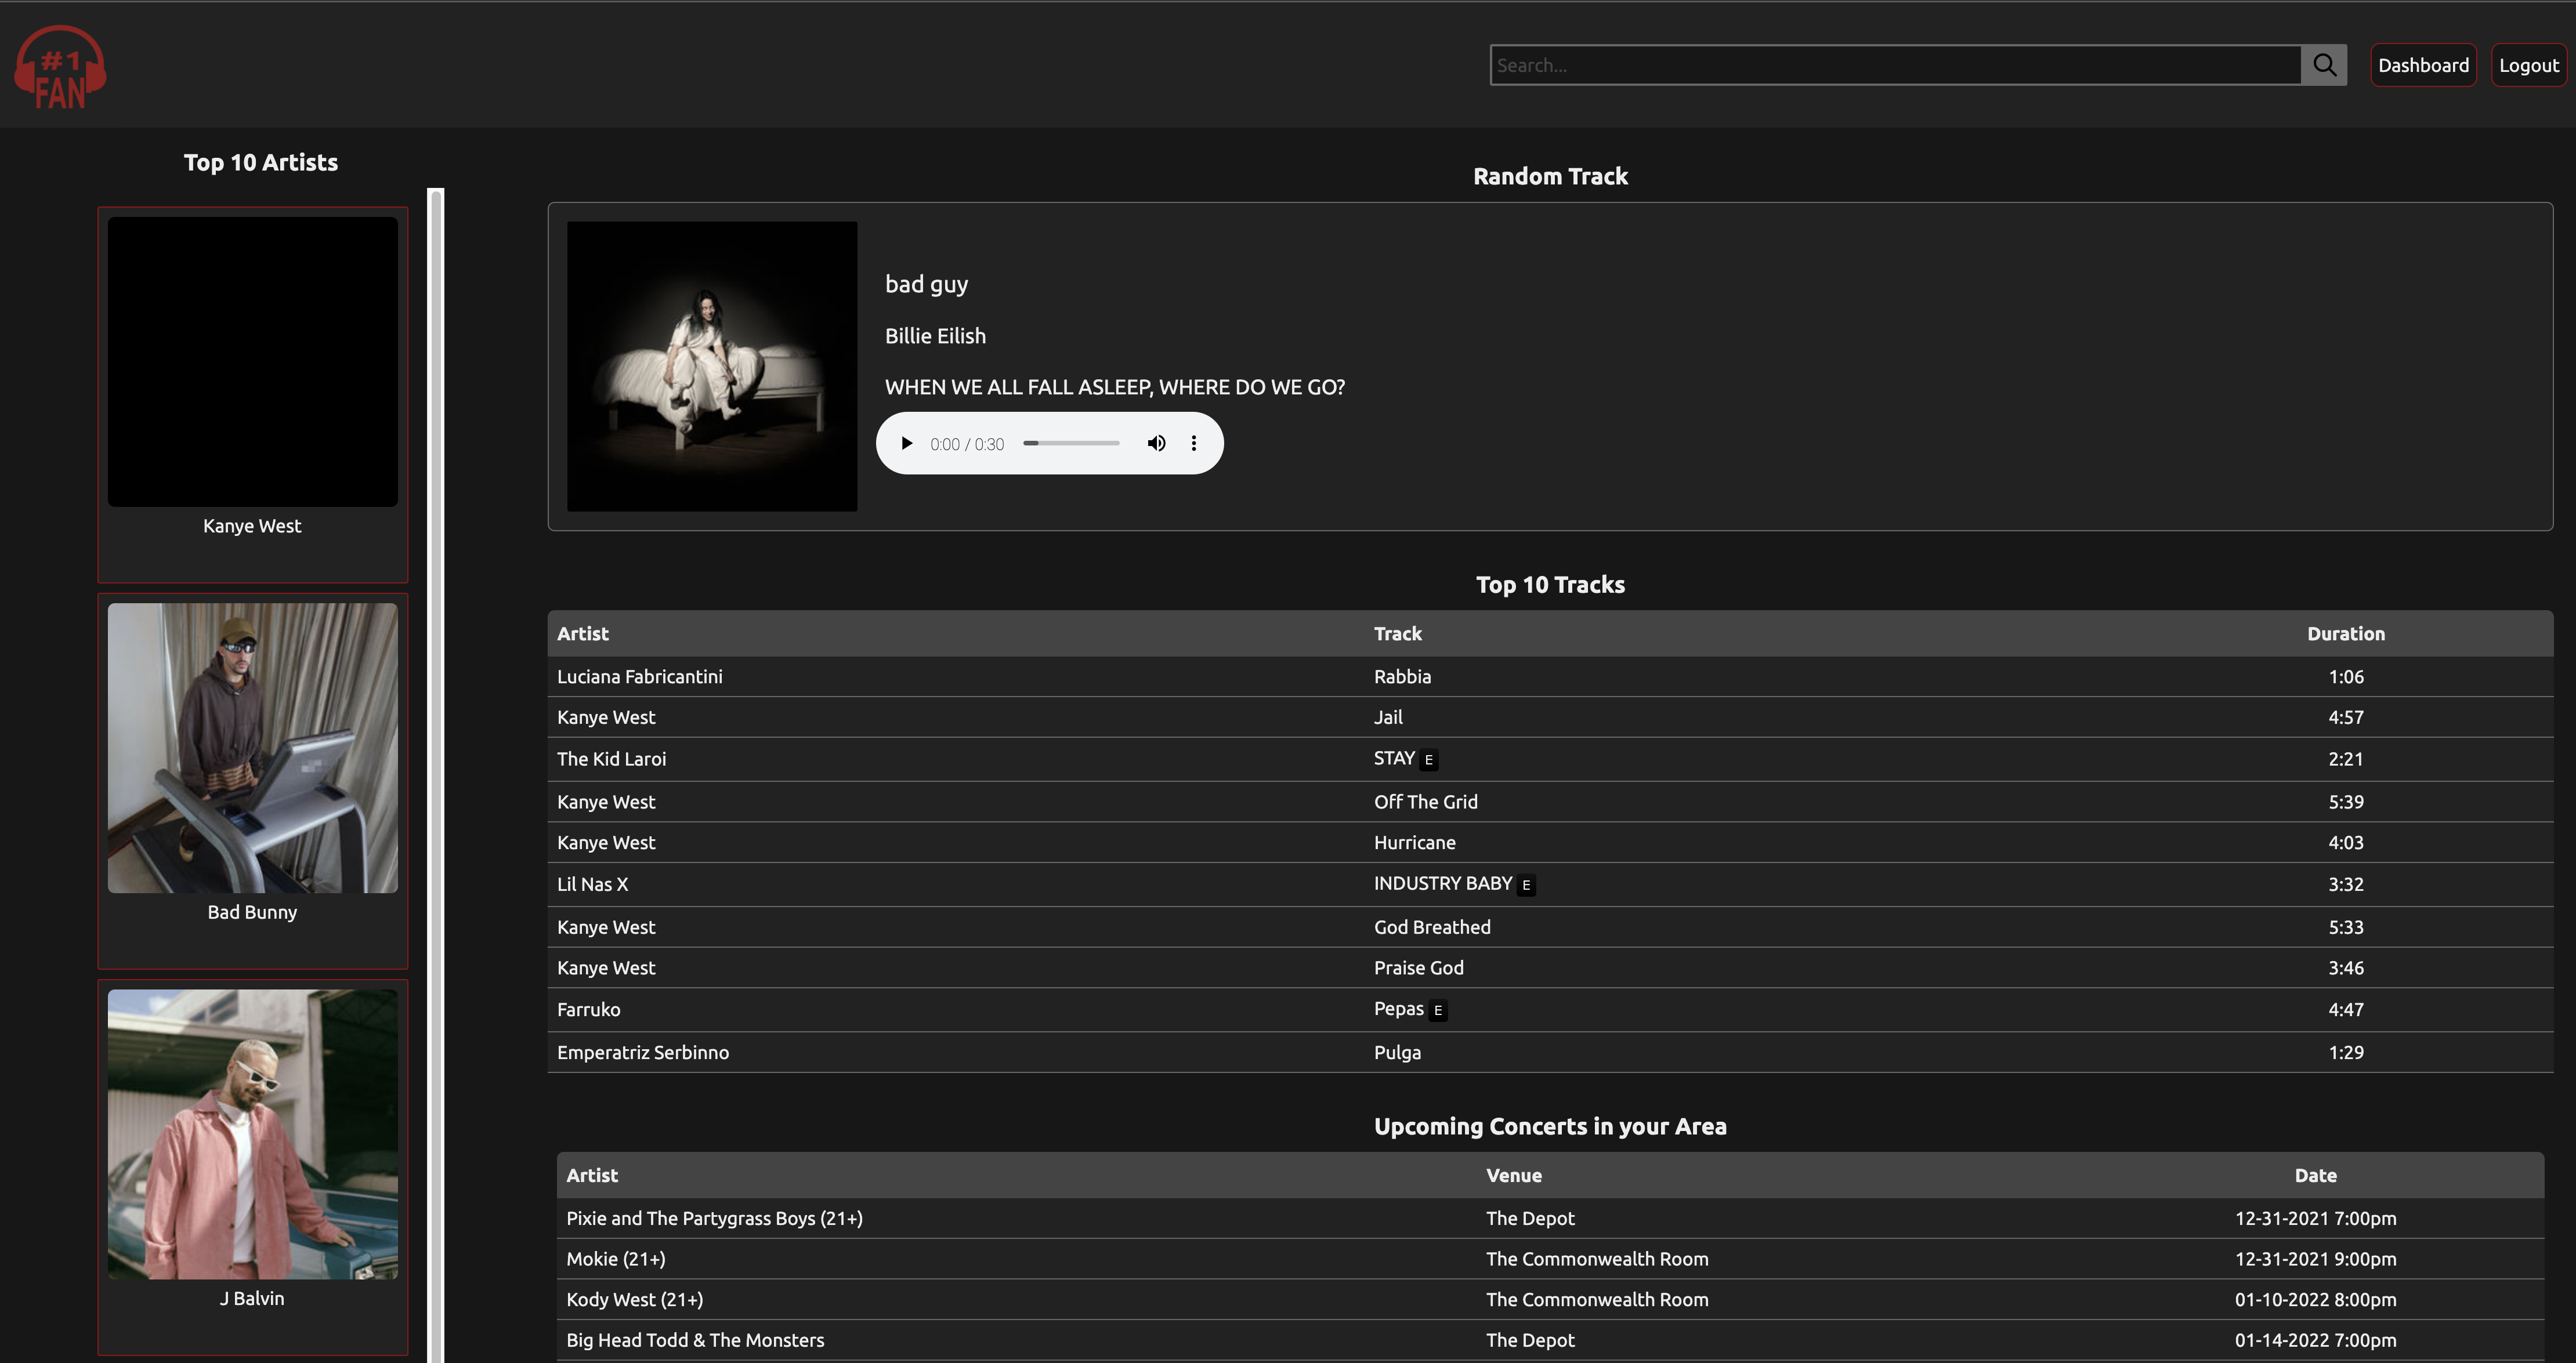 #1
FAN
Search...
Dashboard
Logout
Top 10 Artists
Kanye West
Bad Bunny
J Balvin
Random Track
bad guy
Billie Eilish
WHEN WE ALL FALL ASLEEP, WHERE DO WE GO?
0:00 / 0:30
Top 10 Tracks
Artist Track Duration
Luciana Fabricantini Rabbia 1:06
Kanye West Jail 4:57
The Kid Laroi STAY E 2:21
Kanye West Off The Grid 5:39
Kanye West Hurricane 4:03
Lil Nas X INDUSTRY BABY E 3:32
Kanye West God Breathed 5:33
Kanye West Praise God 3:46
Farruko Pepas E 4:47
Emperatriz Serbinno Pulga 1:29
Upcoming Concerts in your Area
Artist Venue Date
Pixie and The Partygrass Boys (21+) The Depot 12-31-2021 7:00pm
Mokie (21+) The Commonwealth Room 12-31-2021 9:00pm
Kody West (21+) The Commonwealth Room 01-10-2022 8:00pm
Big Head Todd & The Monsters The Depot 01-14-2022 7:00pm